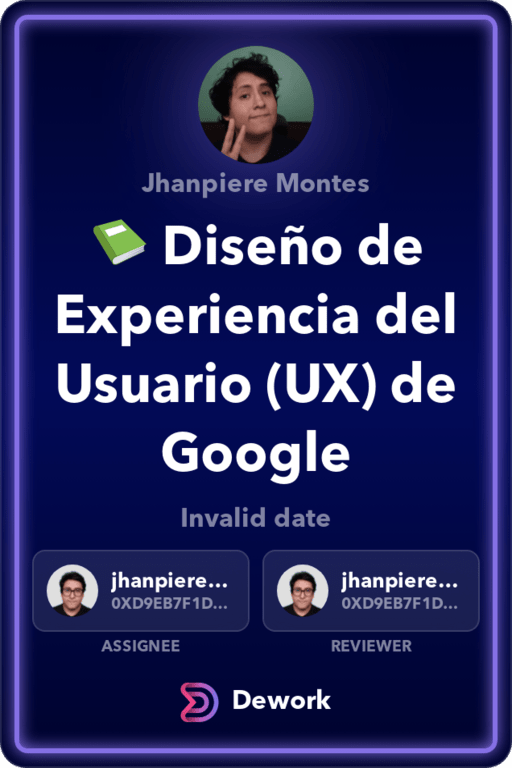 Jhanpiere Montes
Diseño de
Experiencia del
Usuario (UX) de
Google
Invalid date
jhanpiere... jhanpiere...
0XD9EB7F1D... 0XD9EB7F1D...
ASSIGNEE REVIEWER
Dework